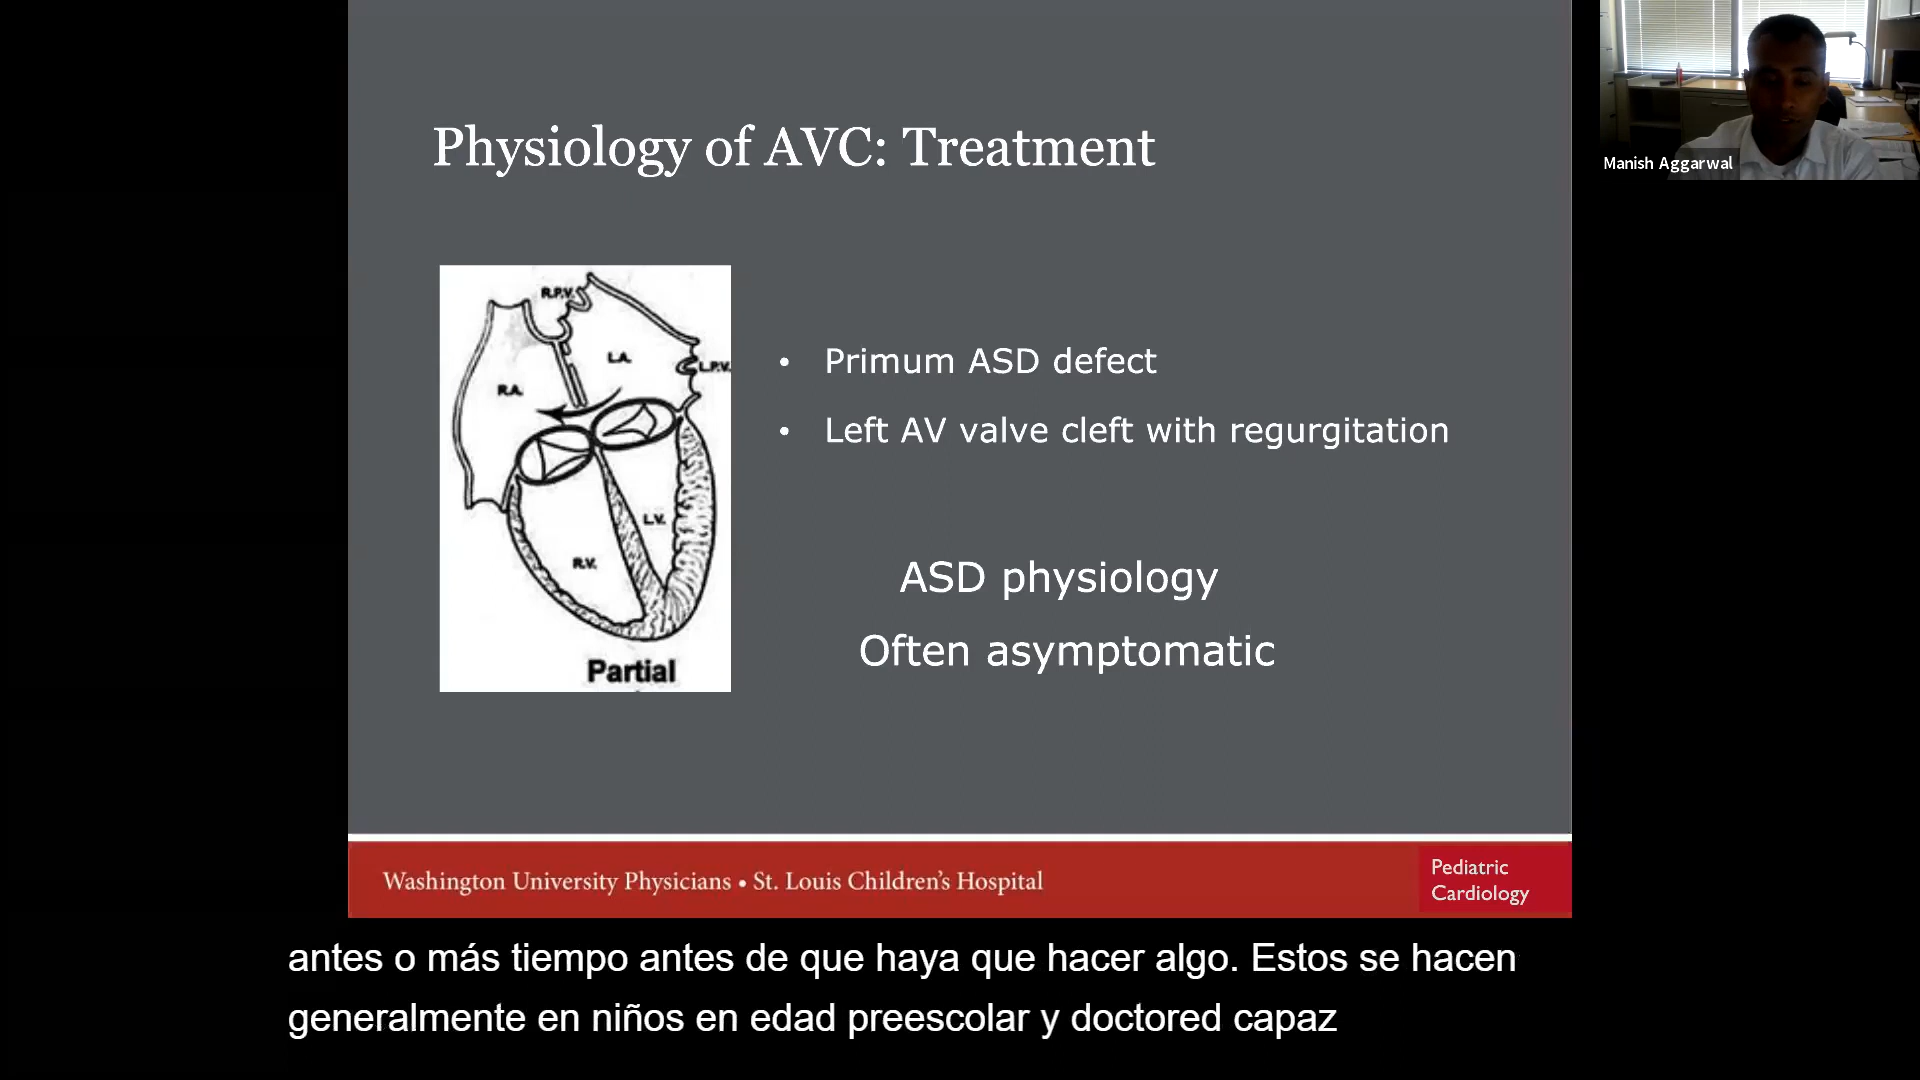 Physiology of AVC: Treatment
Manish Aggarwal
R.P.V.
L.A.
L.P.V.
R.A.
L.V.
R.V.
Partial
• Primum ASD defect
• Left AV valve cleft with regurgitation
ASD physiology
Often asymptomatic
Washington University Physicians • St. Louis Children's Hospital
Pediatric
Cardiology
antes o más tiempo antes de que haya que hacer algo. Estos se hacen
generalmente en niños en edad preescolar y doctored capaz